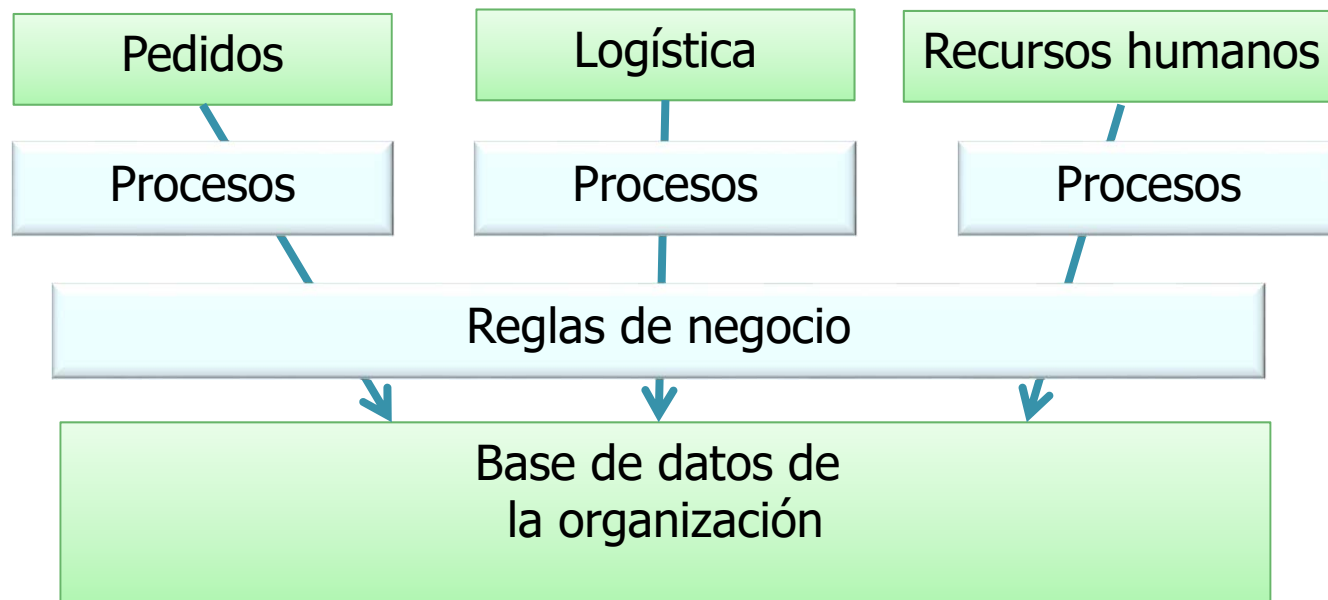 Pedidos
Logística
Recursos humanos
Procesos
Procesos
Procesos
Reglas de negocio
Base de datos de
la organización